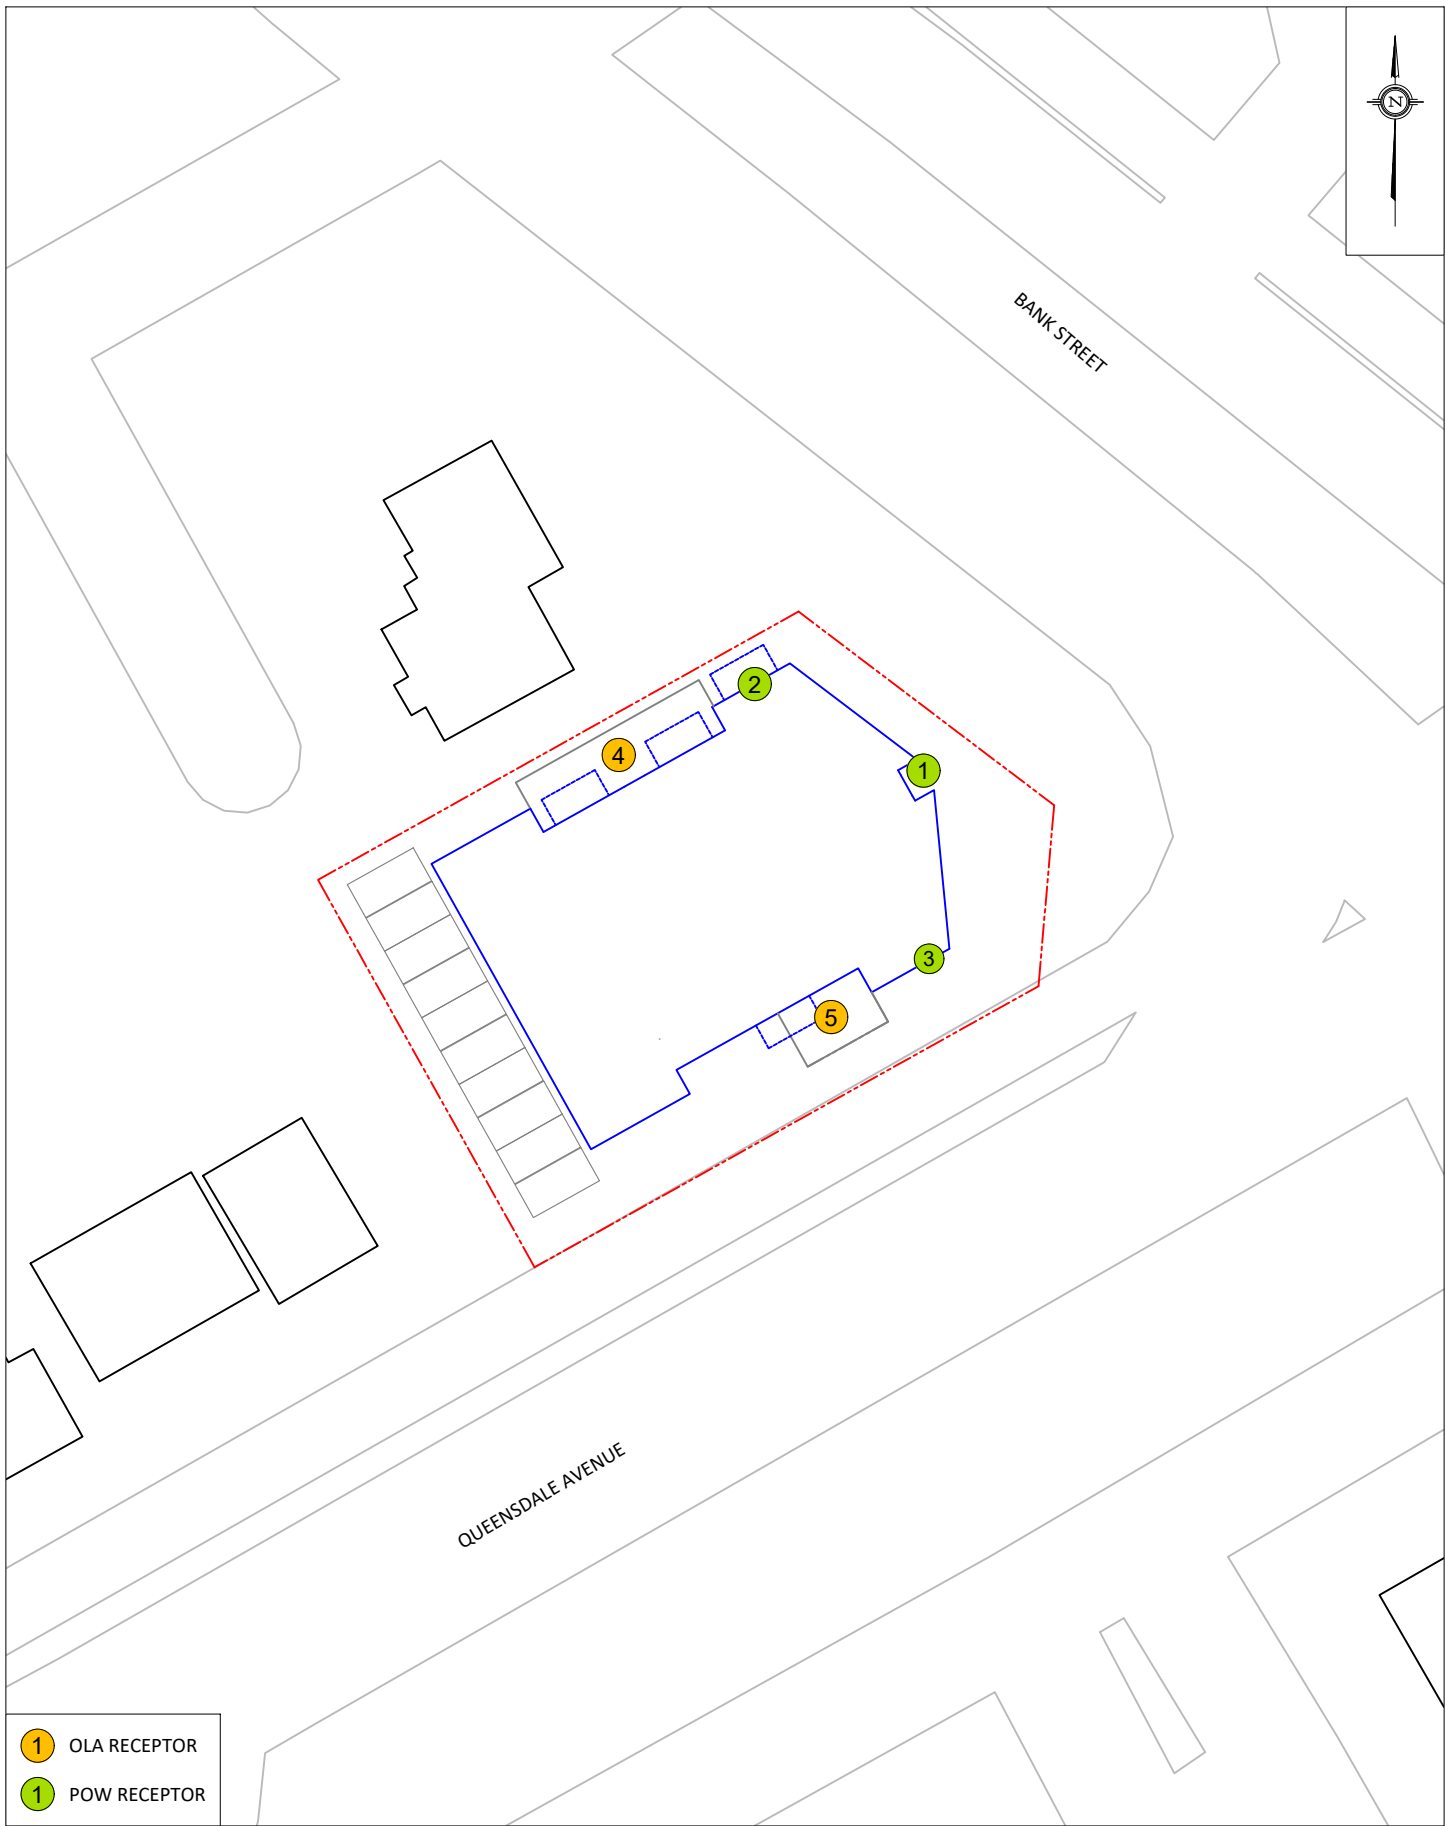 N
BANK STREET
2
4
1
3
5
QUEENSDALE AVENUE
1 OLA RECEPTOR
1 POW RECEPTOR